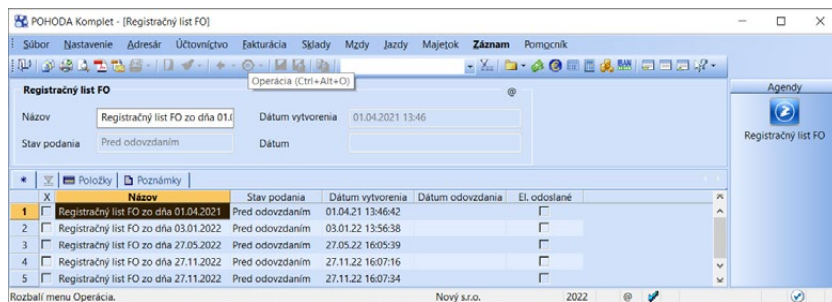 POHODA Komplet - [Registračný list FO]
Súbor Nastavenie Adresár Účtovníctvo Fakturácia Sklady Mzdy Jazdy Majetok Záznam Pomocník
Operácia (Ctrl+Alt+O)
Registračný list FO @
Názov Registračný list FO zo dňa 01.( Dátum vytvorenia 01.04.2021 13:46
Stav podania Pred odovzdaním Dátum
Agendy
Registračný list FO
* Položky Poznámky
X Názov Stav podania Dátum vytvorenia Dátum odovzdania El. odoslané
1 Registračný list FO zo dňa 01.04.2021 Pred odovzdaním 01.04.21 13:46:42
2 Registračný list FO zo dňa 03.01.2022 Pred odovzdaním 03.01.22 13:56:38
3 Registračný list FO zo dňa 27.05.2022 Pred odovzdaním 27.05.22 16:05:39
4 Registračný list FO zo dňa 27.11.2022 Pred odovzdaním 27.11.22 16:07:16
5 Registračný list FO zo dňa 27.11.2022 Pred odovzdaním 27.11.22 16:07:34
Rozbalí menu Operácia. Nový s.r.o. 2022 @